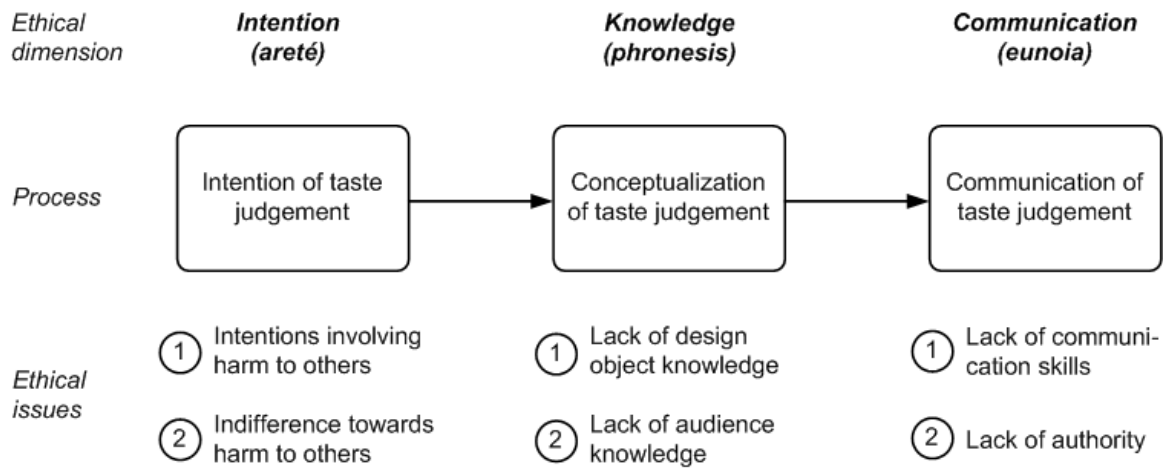 Ethical
dimension
Intention
(areté)
Knowledge
(phronesis)
Communication
(eunoia)
Process
Intention of taste
judgement
Conceptualization
of taste judgement
Communication of
taste judgement
Ethical
issues
1 Intentions involving
harm to others
1 Lack of design
object knowledge
1 Lack of communi-
cation skills
2 Indifference towards
harm to others
2 Lack of audience
knowledge
2 Lack of authority